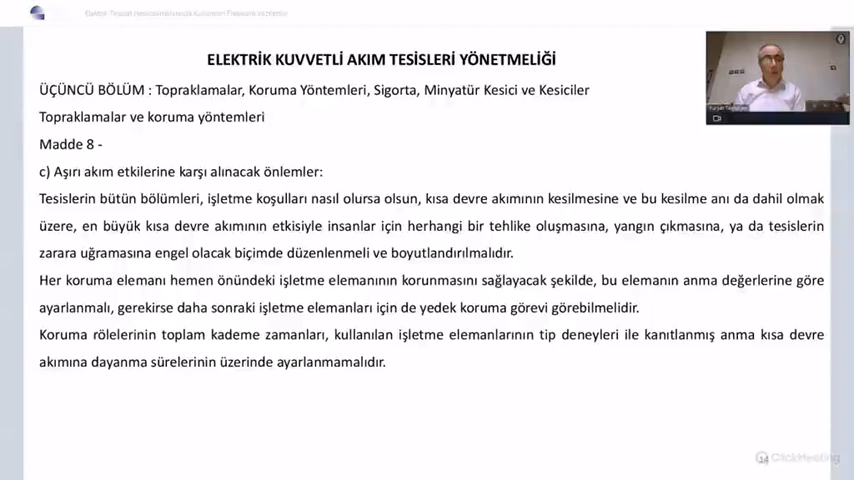 ELEKTRİK KUVVETLİ AKIM TESİSLERİ YÖNETMELİĞİ
ÜÇÜNCÜ BÖLÜM : Topraklamalar, Koruma Yöntemleri, Sigorta, Minyatür Kesici ve Kesiciler
Topraklamalar ve koruma yöntemleri
Madde 8 -
c) Aşırı akım etkilerine karşı alınacak önlemler:
Tesislerin bütün bölümleri, işletme koşulları nasıl olursa olsun, kısa devre akımının kesilmesine ve bu kesilme anı da dahil olmak
üzere, en büyük kısa devre akımının etkisiyle insanlar için herhangi bir tehlike oluşmasına, yangın çıkmasına, ya da tesislerin
zarara uğramasına engel olacak biçimde düzenlenmeli ve boyutlandırılmalıdır.
Her koruma elemanı hemen önündeki işletme elemanının korunmasını sağlayacak şekilde, bu elemanın anma değerlerine göre
ayarlanmalı, gerekirse daha sonraki işletme elemanları için de yedek koruma görevi görebilmelidir.
Koruma rölelerinin toplam kademe zamanları, kullanılan işletme elemanlarının tip deneyleri ile kanıtlanmış anma kısa devre
akımına dayanma sürelerinin üzerinde ayarlanmamalıdır.
14
ClickMeeting